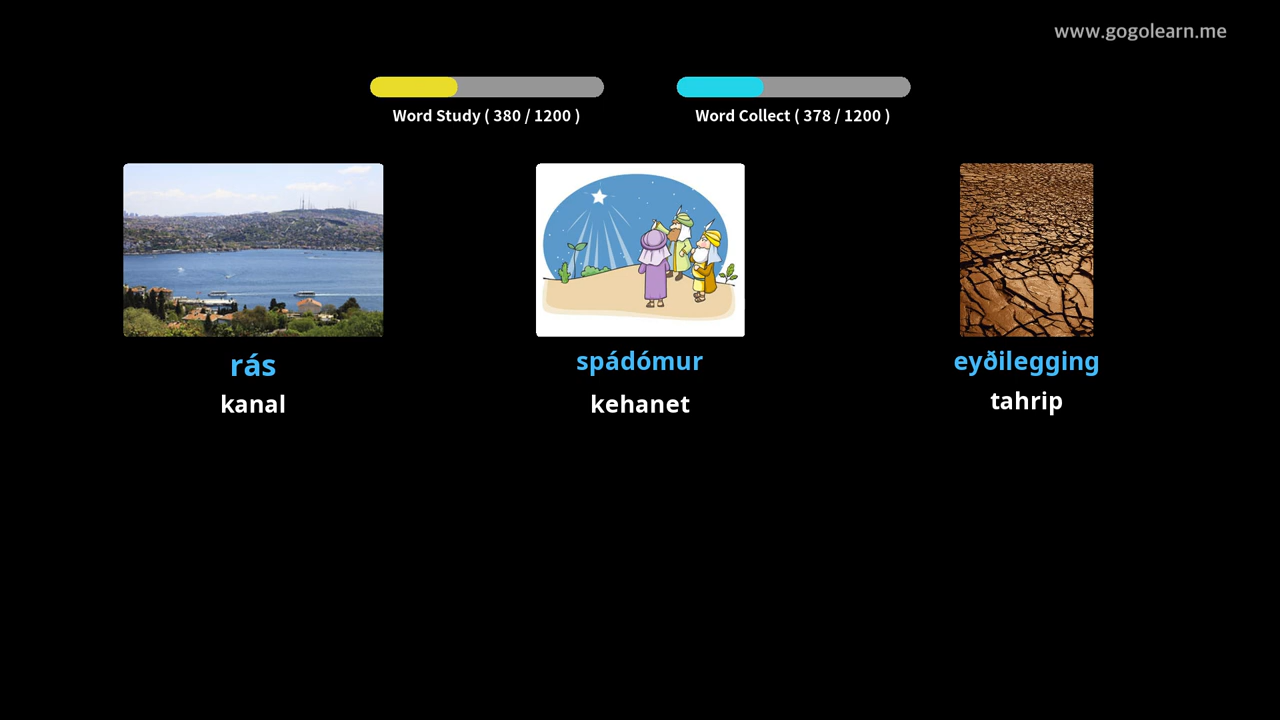 www.gogolearn.me
Word Study ( 380 / 1200 )
Word Collect ( 378 / 1200 )
rás
spádómur
eyðilegging
kanal
kehanet
tahrip